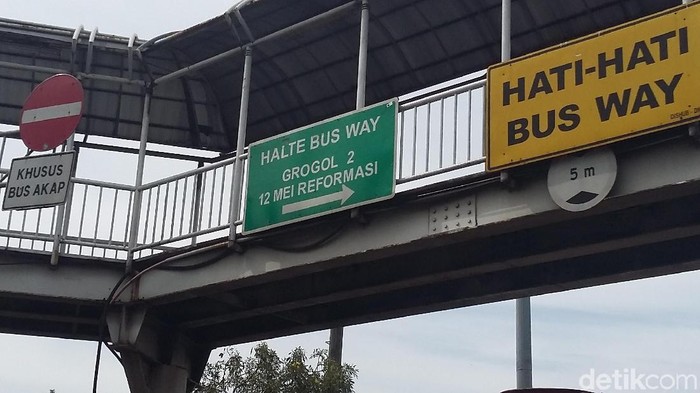 KHUSUS
BUS AKAP
HALTE BUS WAY
GROGOL 2
12 MEI REFORMASI
HATI-HATI
BUS WAY
5 m
detikcom